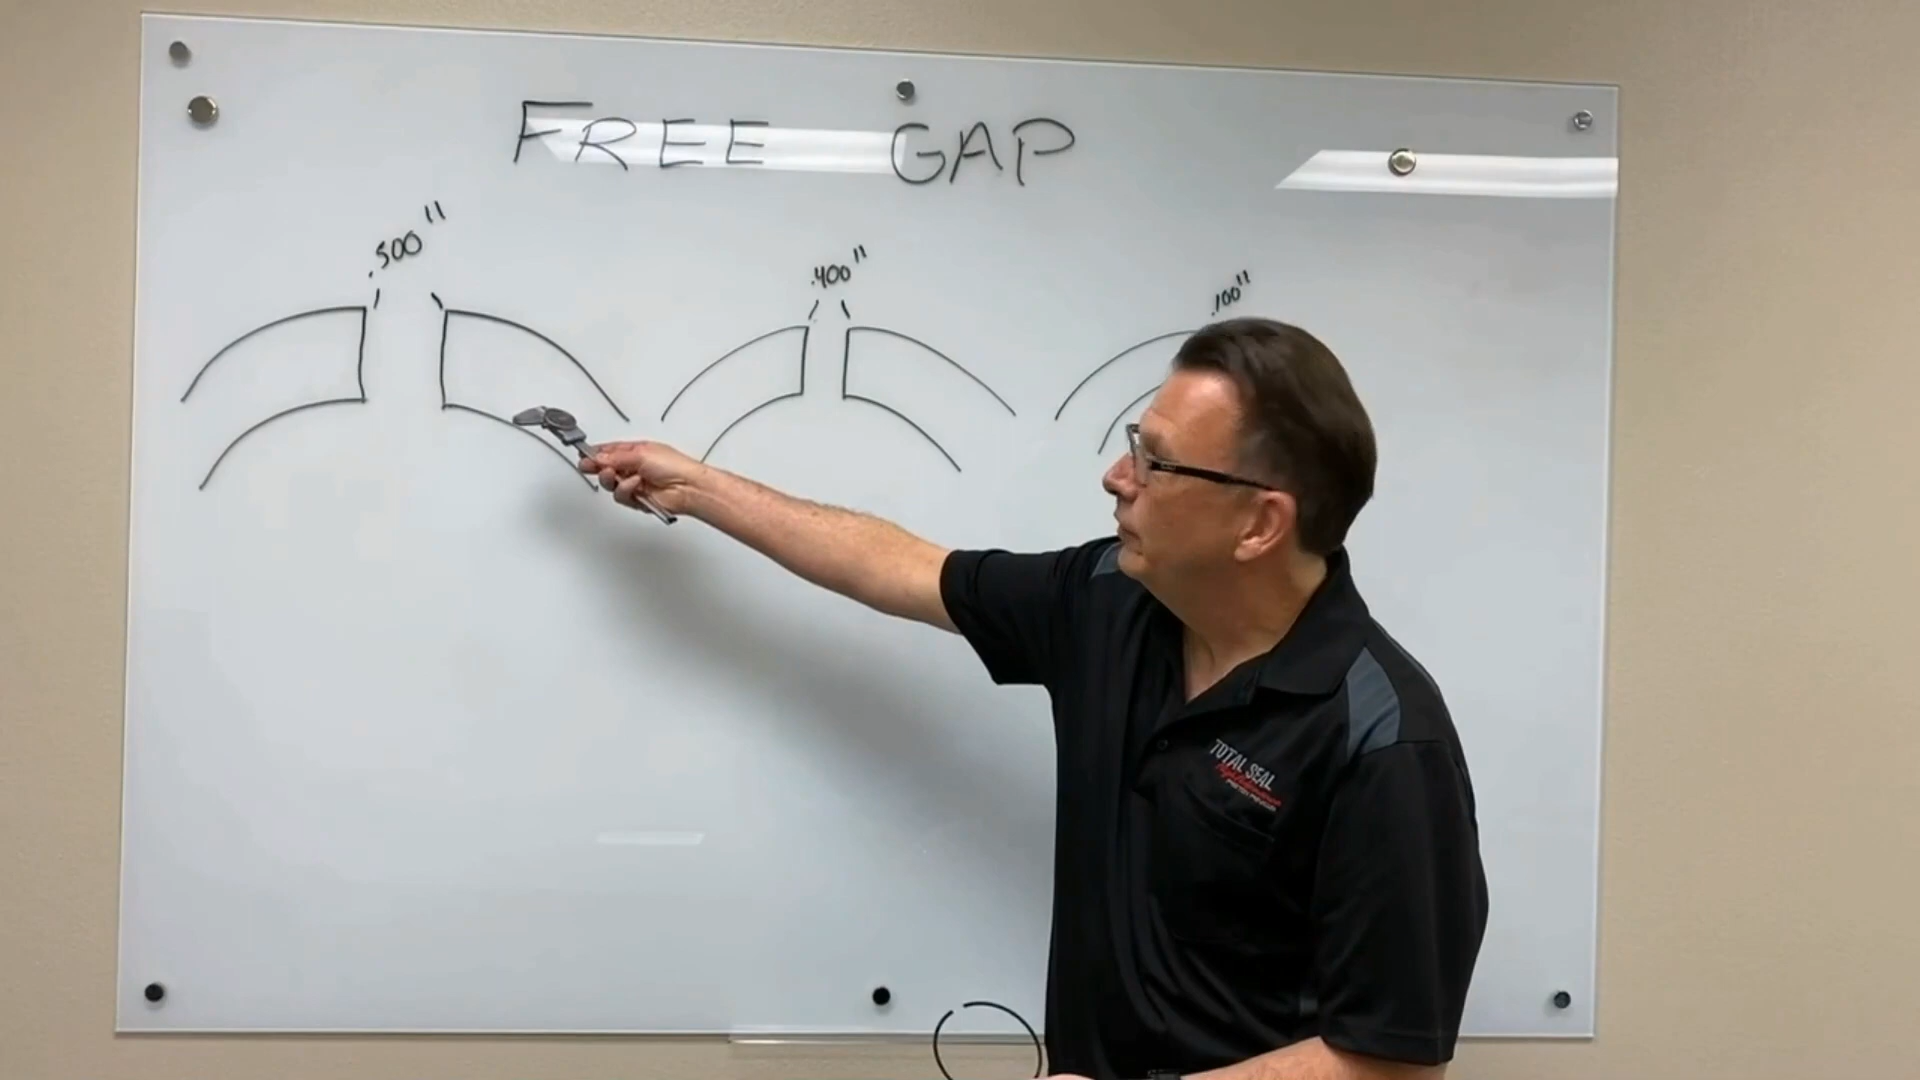 FREE GAP
.500"
.400"
.100"
TOTAL SEAL